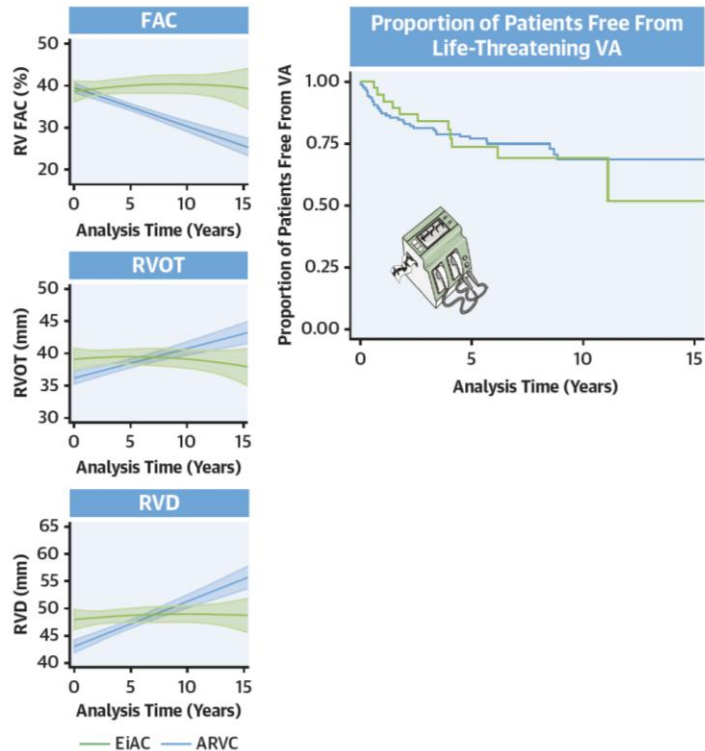 FAC
RV FAC (%)
50
40
30
20
0 5 10 15
Analysis Time (Years)
RVOT
RVOT (mm)
50
45
40
35
30
0 5 10 15
Analysis Time (Years)
RVD
RVD (mm)
65
60
55
50
45
40
0 5 10 15
Analysis Time (Years)
EiAC ARVC
Proportion of Patients Free From
Life-Threatening VA
Proportion of Patients Free From VA
1.00
0.75
0.50
0.25
0.00
0 5 10 15
Analysis Time (Years)